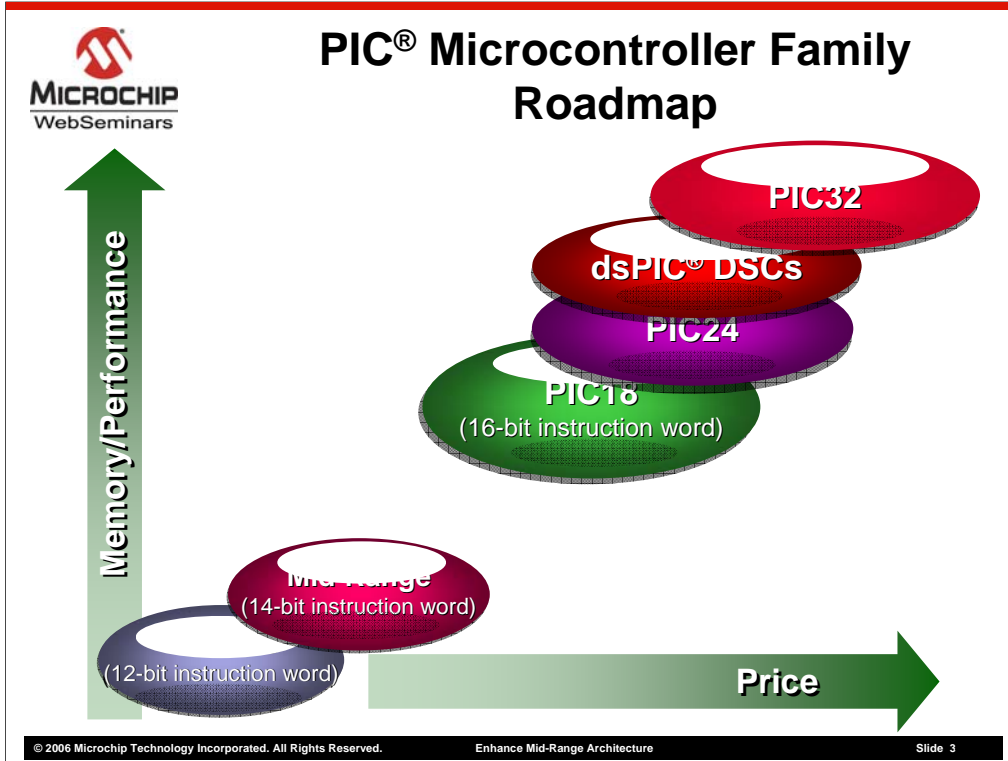 MICROCHIP
WebSeminars
PIC® Microcontroller Family
Roadmap
Memory/Performance
PIC32
dsPIC® DSCs
PIC24
PIC18
(16-bit instruction word)
Mid-Range
(14-bit instruction word)
(12-bit instruction word)
Price
© 2006 Microchip Technology Incorporated. All Rights Reserved.
Enhance Mid-Range Architecture
Slide 3